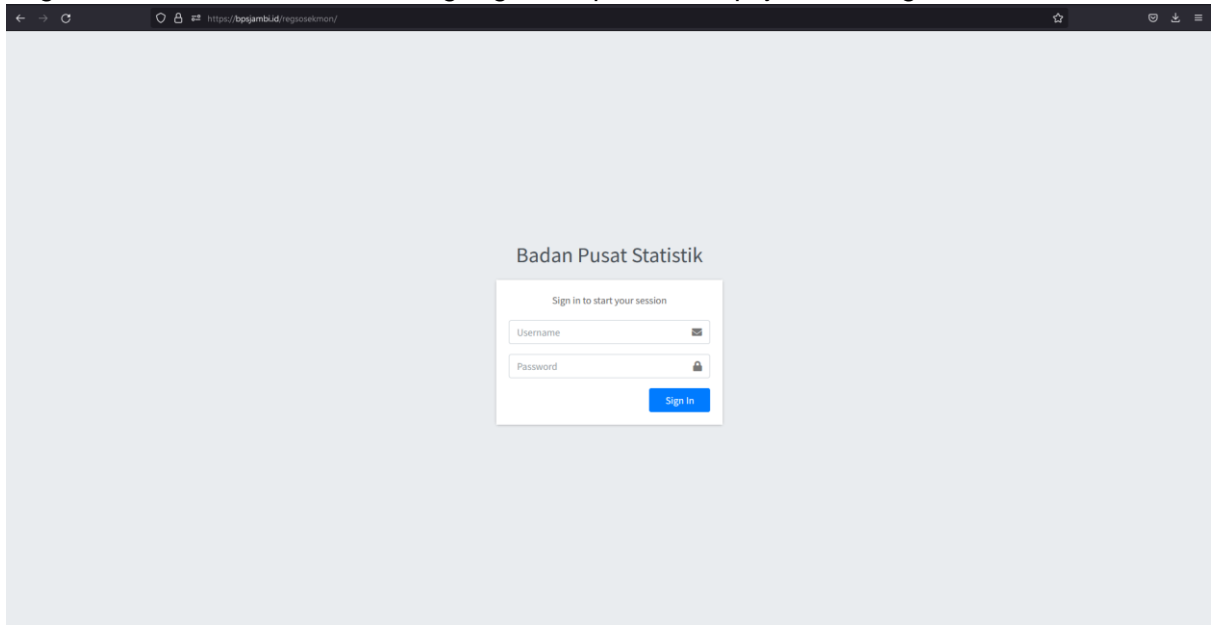 https://bpsjambi.id/regsosekmon/
Badan Pusat Statistik
Sign in to start your session
Username
Password
Sign In